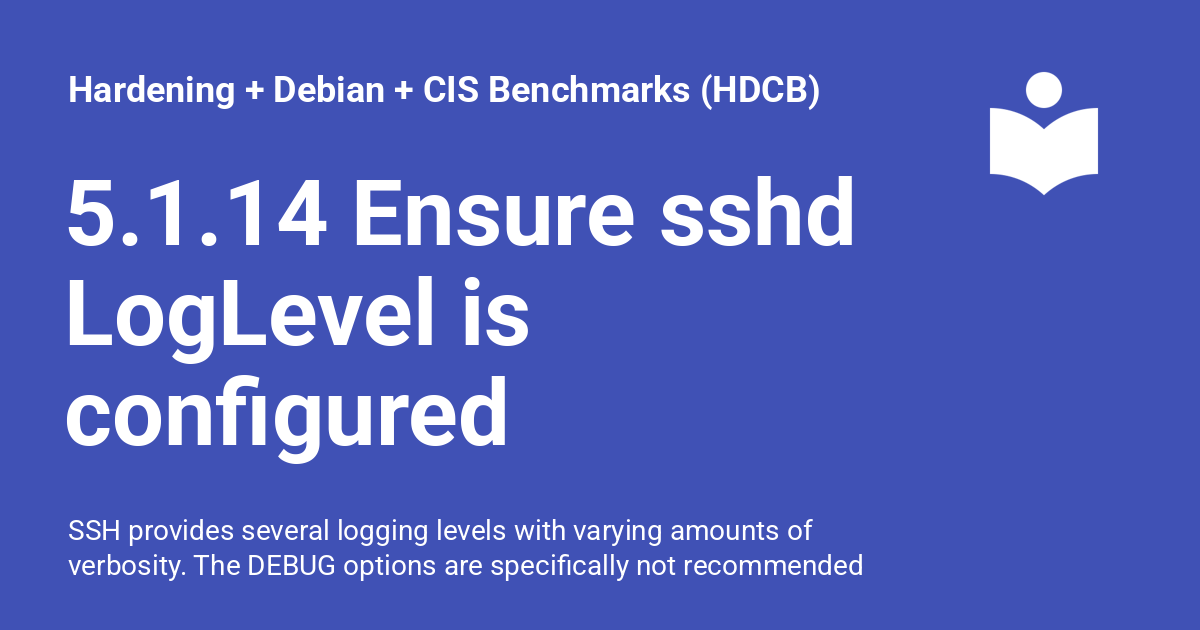 Hardening + Debian + CIS Benchmarks (HDCB)
5.1.14 Ensure sshd
LogLevel is
configured
SSH provides several logging levels with varying amounts of
verbosity. The DEBUG options are specifically not recommended